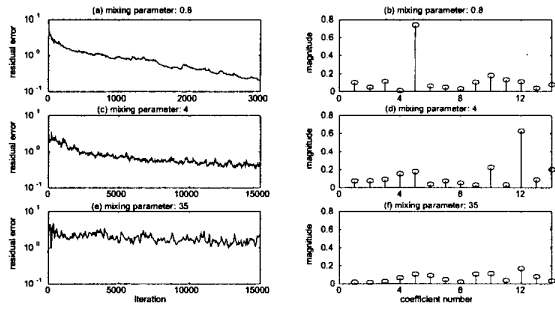 (a) mixing parameter: 0.8
residual error
10^1
10^0
10^-1
0 1000 2000 3000
(b) mixing parameter: 0.8
magnitude
0.8
0.6
0.4
0.2
0
0 4 8 12
(c) mixing parameter: 4
residual error
10^1
10^0
10^-1
0 5000 10000 15000
(d) mixing parameter: 4
magnitude
0.8
0.6
0.4
0.2
0
0 4 8 12
(e) mixing parameter: 35
residual error
10^1
10^0
10^-1
0 5000 10000 15000
iteration
(f) mixing parameter: 35
magnitude
0.8
0.6
0.4
0.2
0
0 4 8 12
coefficient number